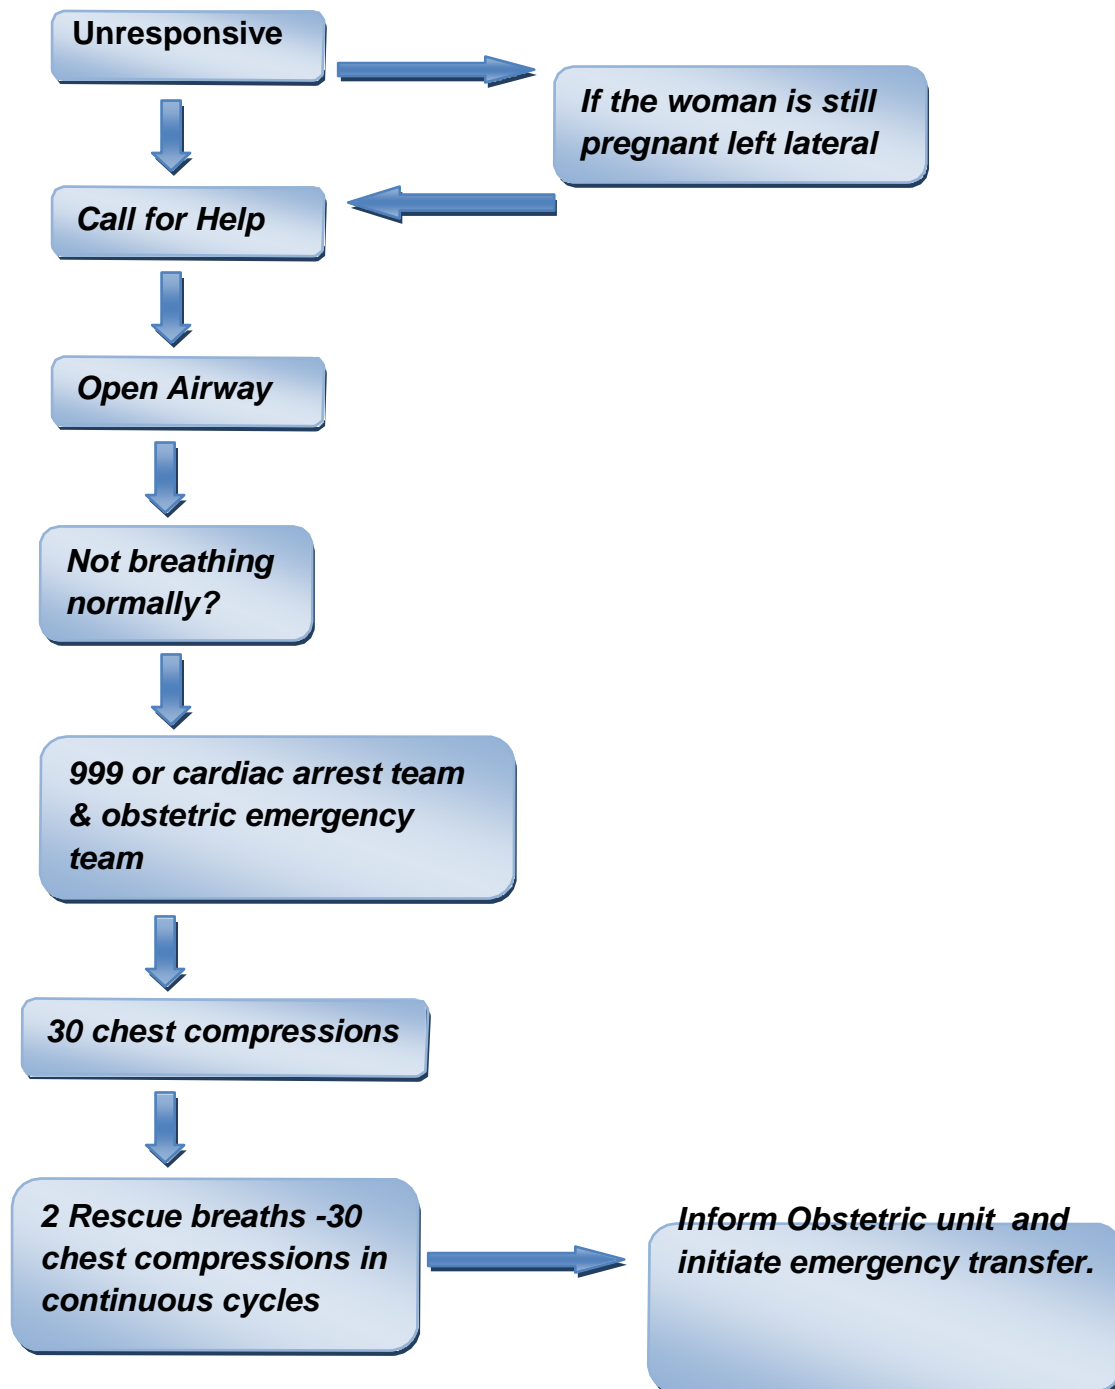 Unresponsive
If the woman is still
pregnant left lateral
Call for Help
Open Airway
Not breathing
normally?
999 or cardiac arrest team
& obstetric emergency
team
30 chest compressions
2 Rescue breaths -30
chest compressions in
continuous cycles
Inform Obstetric unit  and
initiate emergency transfer.